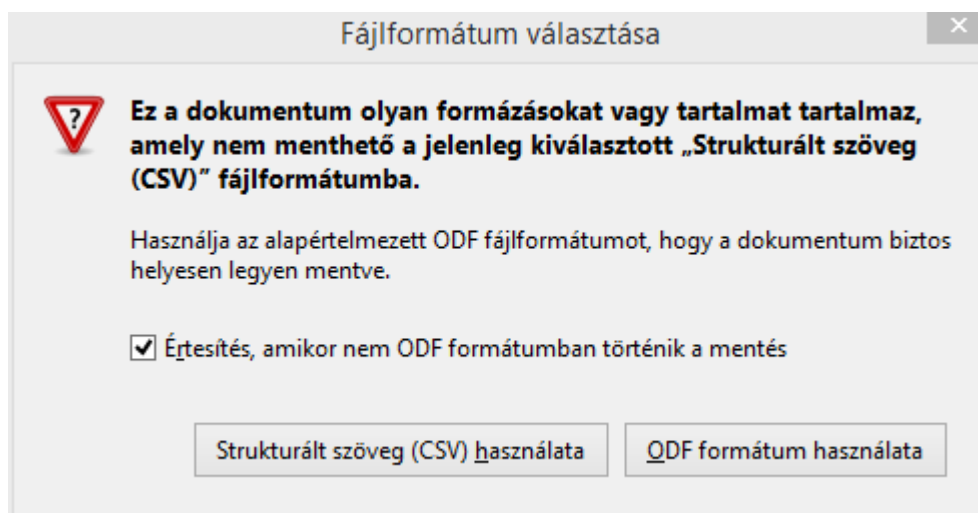 Fájlformátum választása
Ez a dokumentum olyan formázásokat vagy tartalmat tartalmaz,
amely nem menthető a jelenleg kiválasztott „Strukturált szöveg
(CSV)” fájlformátumba.
Használja az alapértelmezett ODF fájlformátumot, hogy a dokumentum biztos
helyesen legyen mentve.
Értesítés, amikor nem ODF formátumban történik a mentés
Strukturált szöveg (CSV) használata
ODF formátum használata